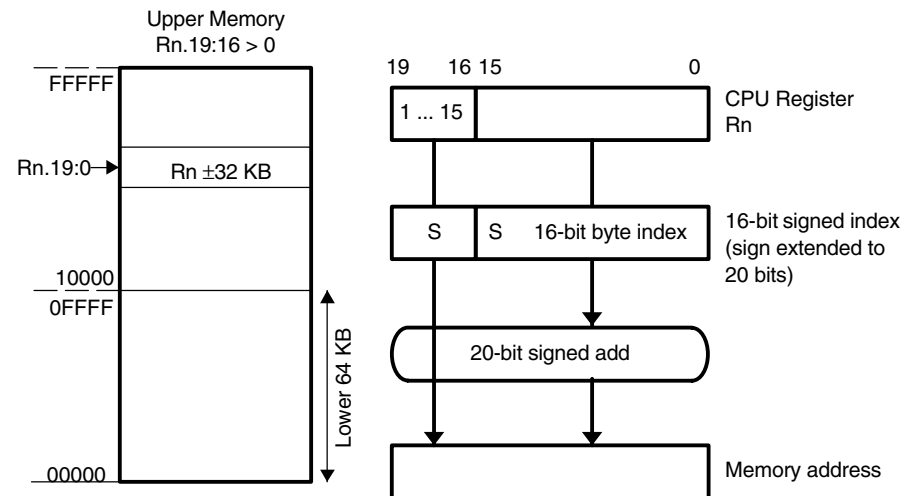 Upper Memory
Rn.19:16 > 0
FFFFF
Rn.19:0
Rn ±32 KB
10000
0FFFF
Lower 64 KB
00000
19 16 15 0
1 ... 15
CPU Register
Rn
S S 16-bit byte index
16-bit signed index
(sign extended to
20 bits)
20-bit signed add
Memory address